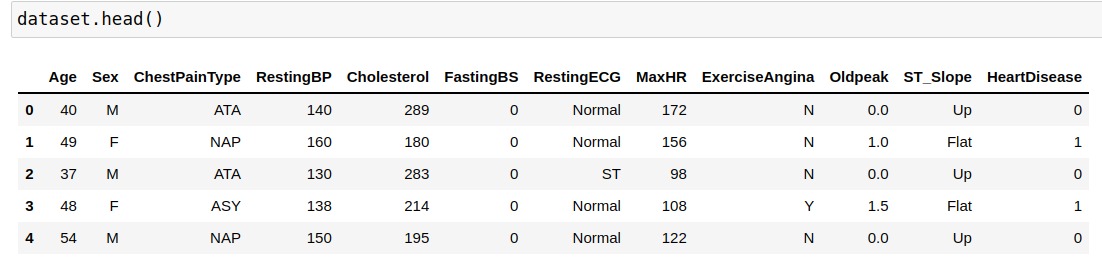 dataset.head()
Age Sex ChestPainType RestingBP Cholesterol FastingBS RestingECG MaxHR ExerciseAngina Oldpeak ST_Slope HeartDisease
0 40 M ATA 140 289 0 Normal 172 N 0.0 Up 0
1 49 F NAP 160 180 0 Normal 156 N 1.0 Flat 1
2 37 M ATA 130 283 0 ST 98 N 0.0 Up 0
3 48 F ASY 138 214 0 Normal 108 Y 1.5 Flat 1
4 54 M NAP 150 195 0 Normal 122 N 0.0 Up 0